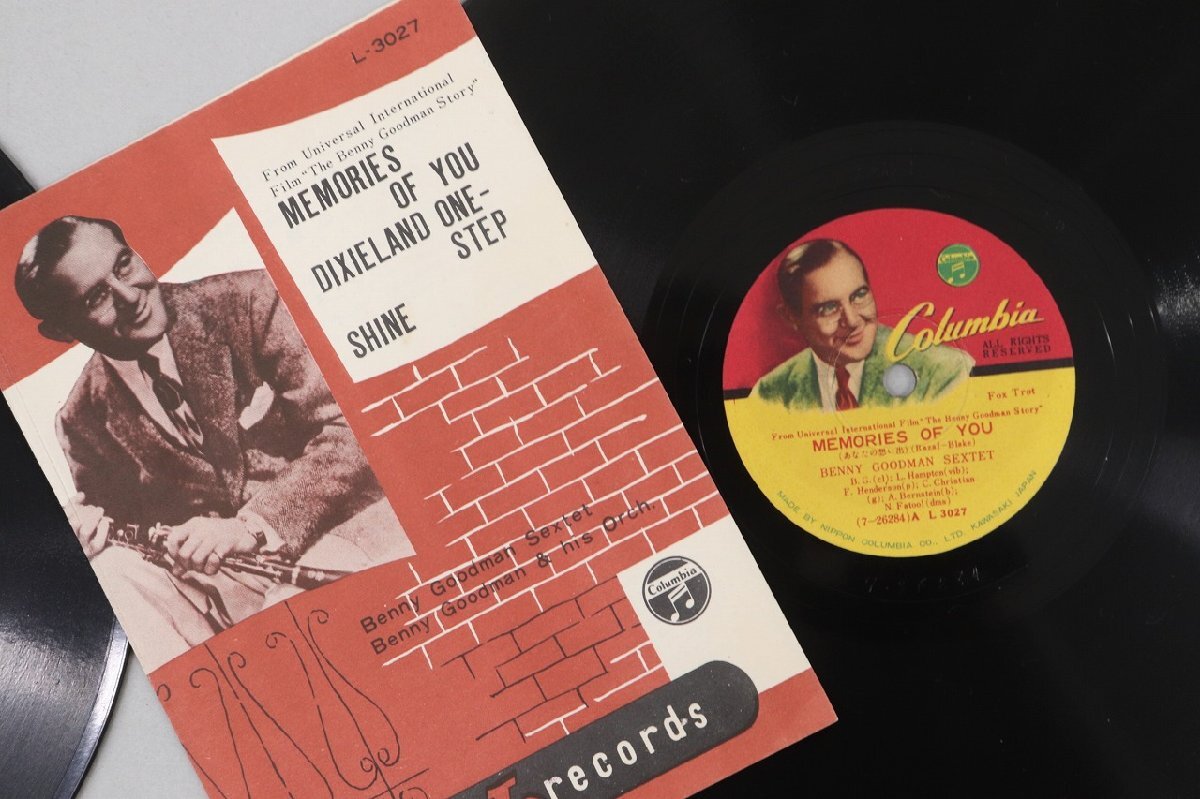 L-3027
From Universal International
Film "The Benny Goodman Story"
MEMORIES
OF YOU
DIXIELAND ONE-
STEP
SHINE
Benny Goodman Sextet
Benny Goodman & his Orch.
Columbia
records
Columbia
Columbia
ALL RIGHTS
RESERVED
Fox Trot
From Universal International Film "The Benny Goodman Story"
MEMORIES OF YOU
(あなたの想い出) (Razaf-Blake)
BENNY GOODMAN SEXTET
B. G. (cl); L. Hampton (vib);
F. Henderson (p); C. Christian
(g); A. Bernstein (b);
N. Fatool (dms)
(7-26284) A L 3027
MADE BY NIPPON COLUMBIA CO., LTD. KAWASAKI JAPAN